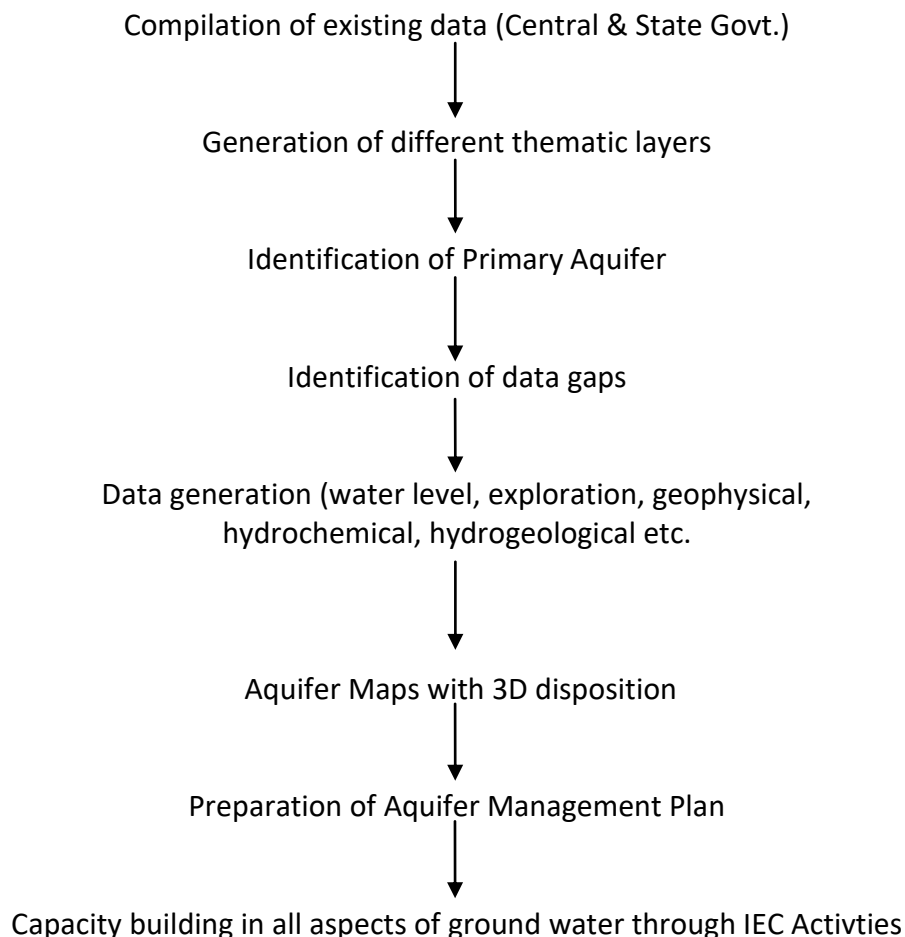 Compilation of existing data (Central & State Govt.)
Generation of different thematic layers
Identification of Primary Aquifer
Identification of data gaps
Data generation (water level, exploration, geophysical,
hydrochemical, hydrogeological etc.
Aquifer Maps with 3D disposition
Preparation of Aquifer Management Plan
Capacity building in all aspects of ground water through IEC Activties